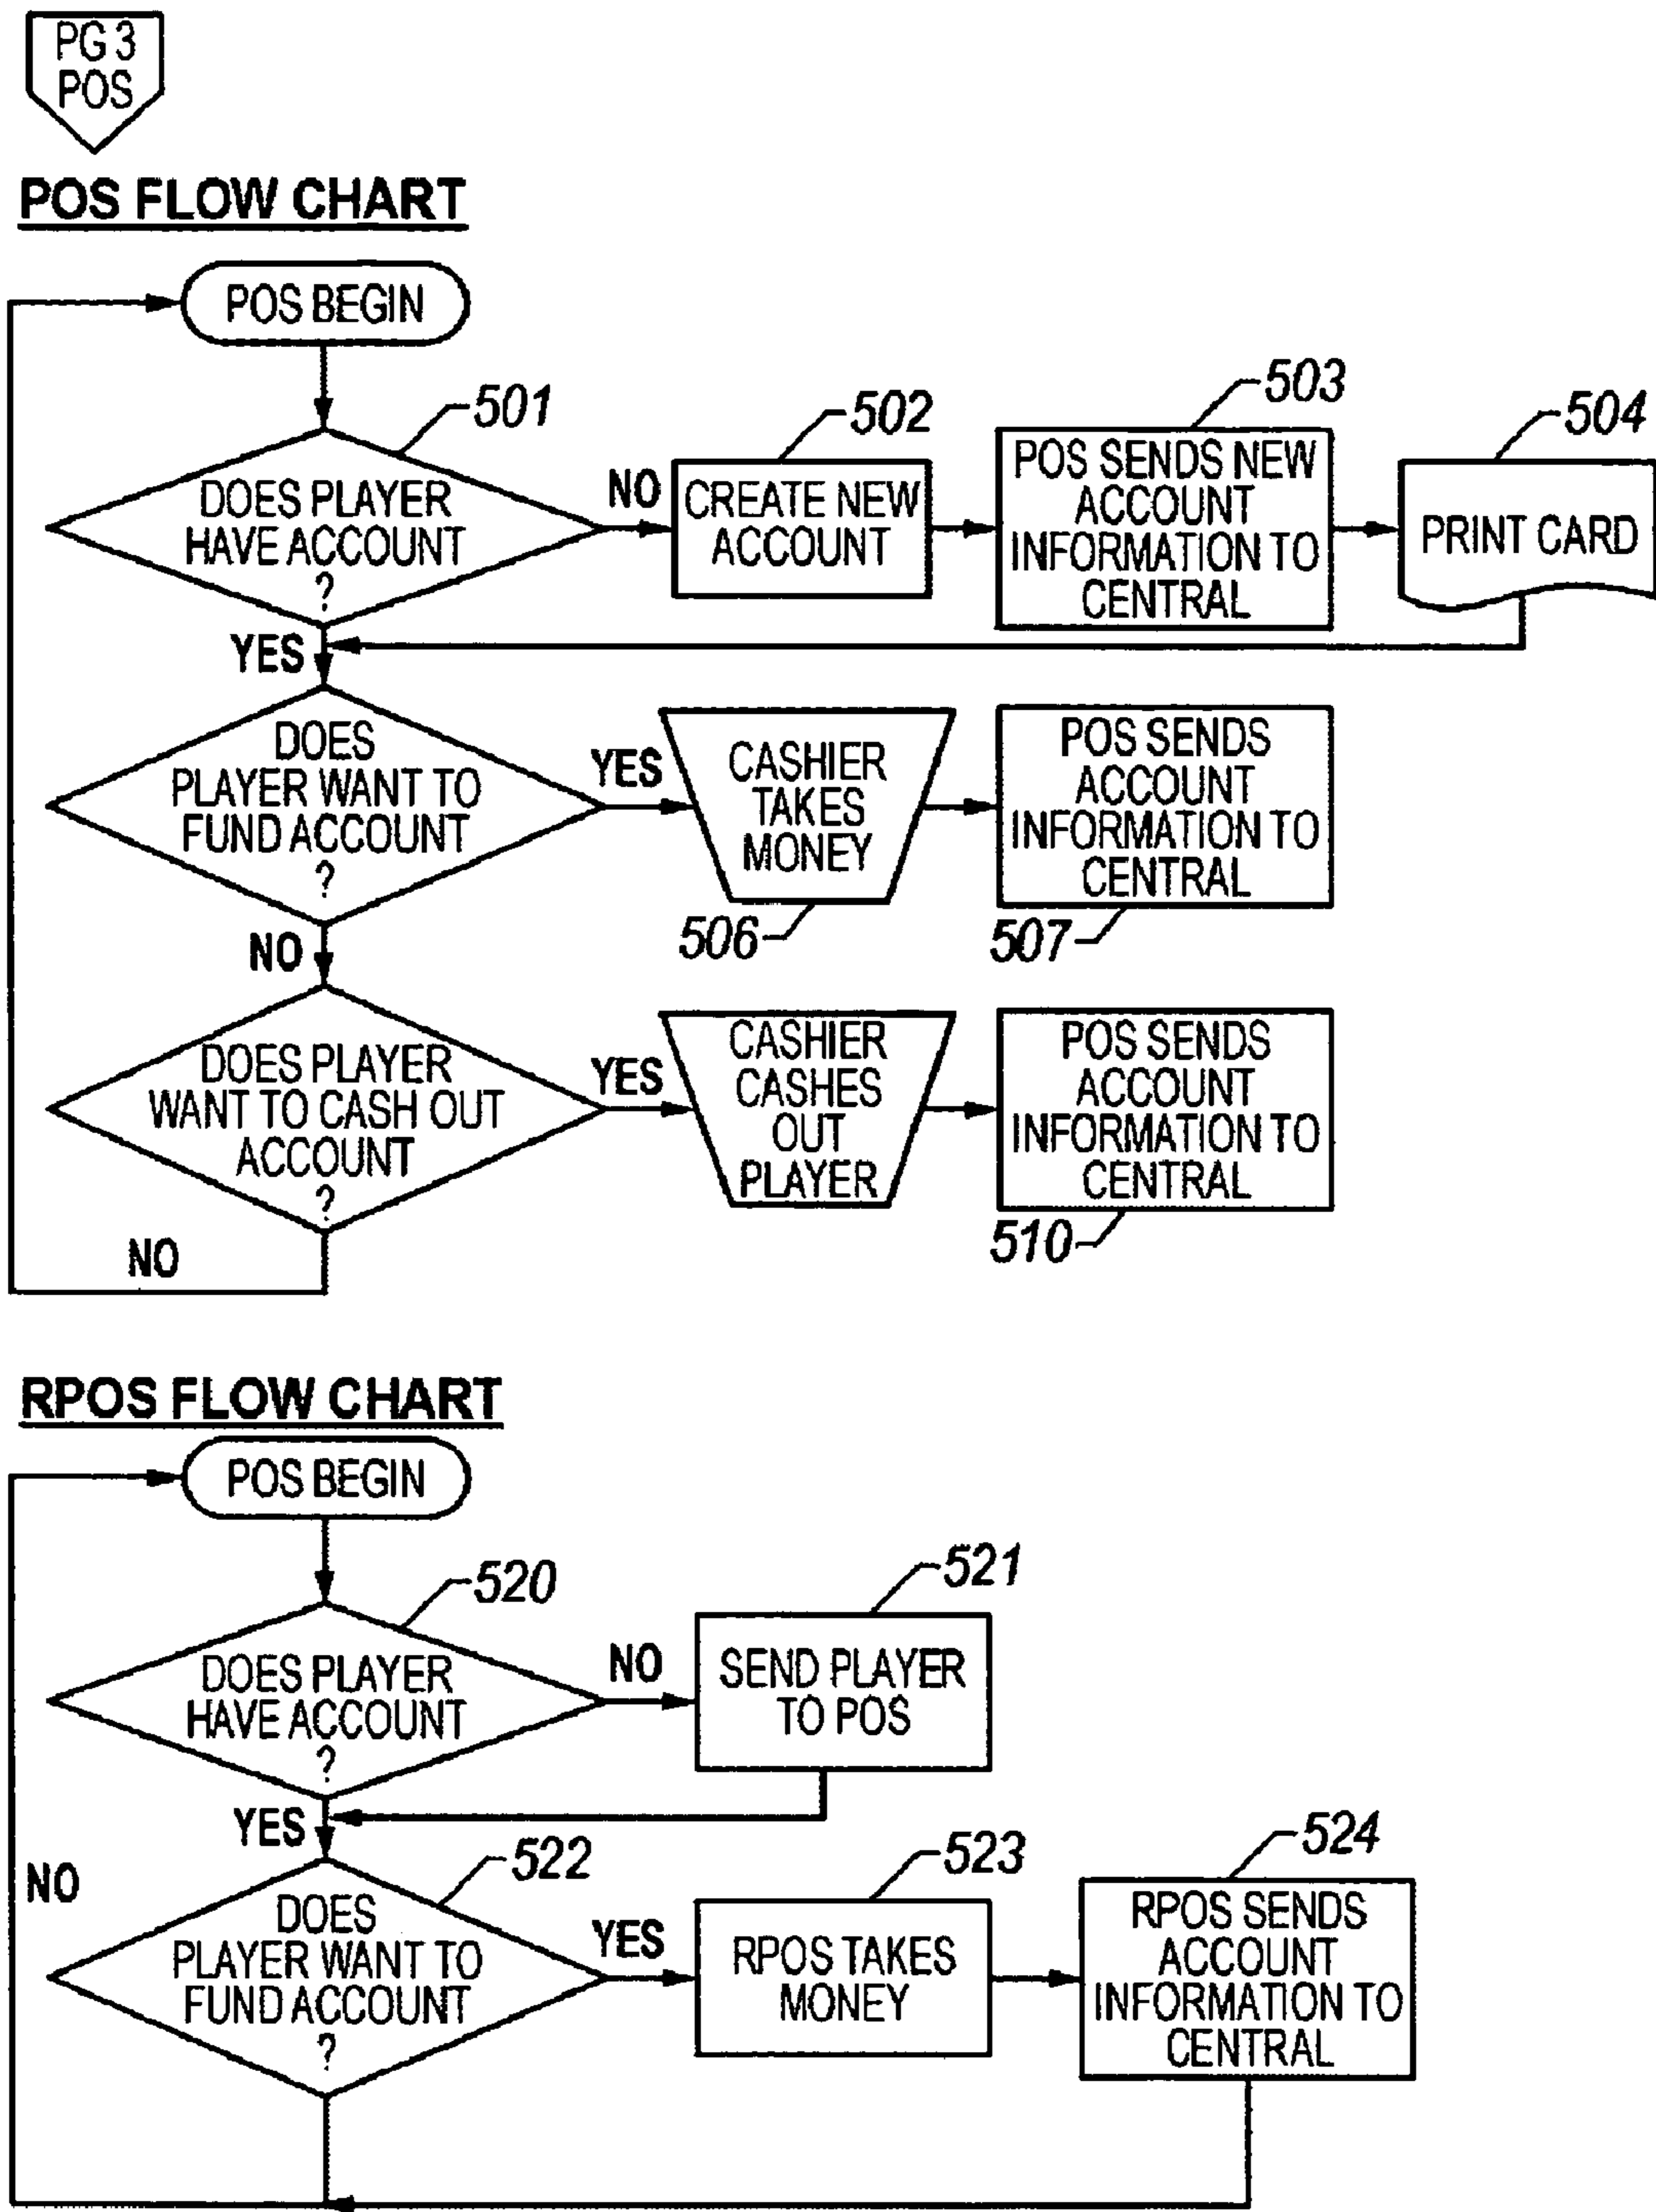 PG 3
POS
POS FLOW CHART
POS BEGIN
501
DOES PLAYER
HAVE ACCOUNT
?
NO
502
CREATE NEW
ACCOUNT
503
POS SENDS NEW
ACCOUNT
INFORMATION TO
CENTRAL
504
PRINT CARD
YES
DOES
PLAYER WANT TO
FUND ACCOUNT
?
YES
CASHIER
TAKES
MONEY
506
POS SENDS
ACCOUNT
INFORMATION TO
CENTRAL
507
NO
DOES PLAYER
WANT TO CASH OUT
ACCOUNT
?
YES
CASHIER
CASHES
OUT
PLAYER
POS SENDS
ACCOUNT
INFORMATION TO
CENTRAL
510
NO
RPOS FLOW CHART
POS BEGIN
520
DOES PLAYER
HAVE ACCOUNT
?
NO
521
SEND PLAYER
TO POS
YES
NO
522
DOES
PLAYER WANT TO
FUND ACCOUNT
?
YES
523
RPOS TAKES
MONEY
524
RPOS SENDS
ACCOUNT
INFORMATION TO
CENTRAL